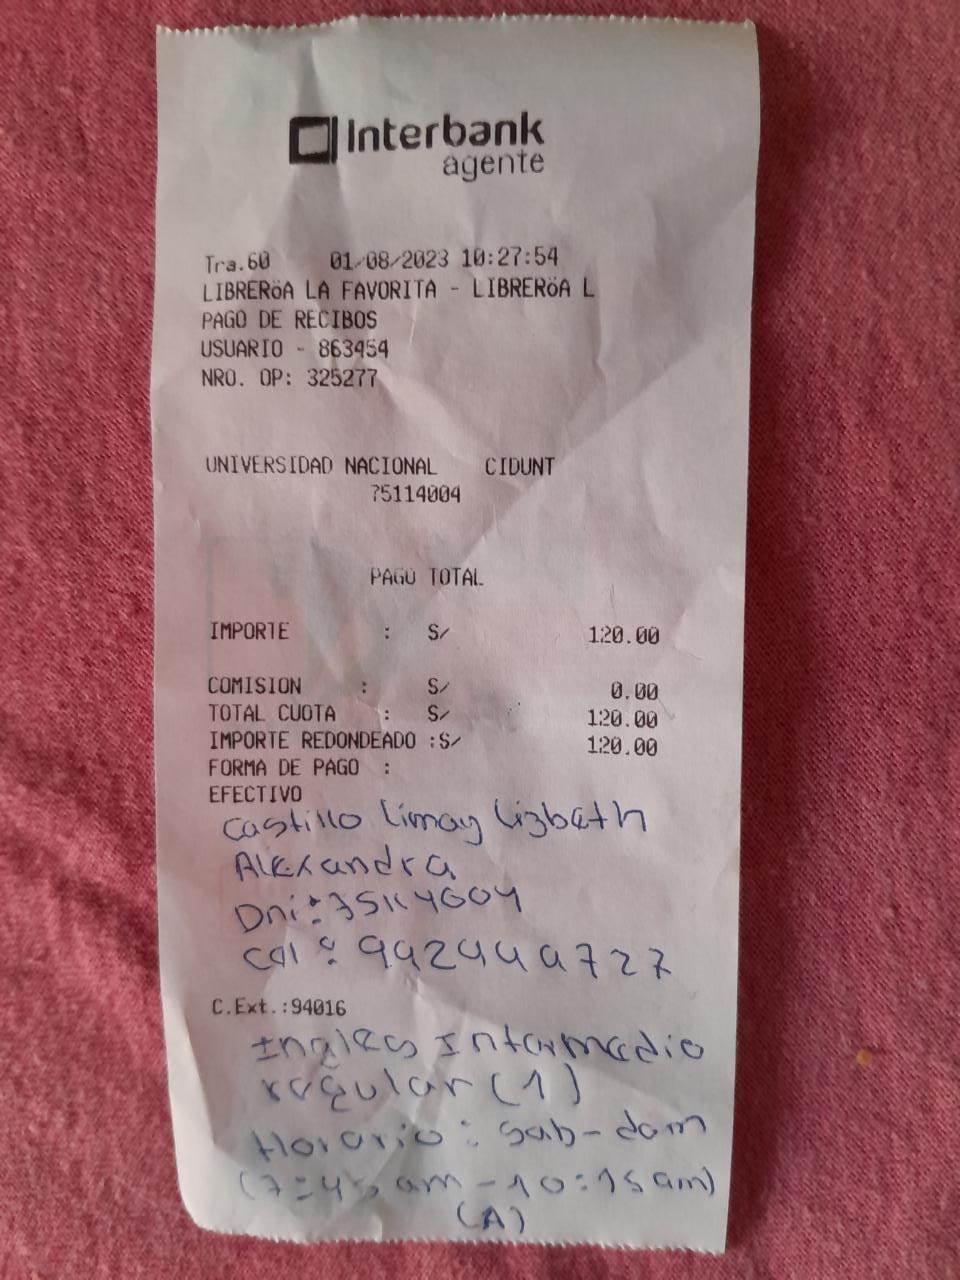 Interbank
agente
Tra.60 01/08/2023 10:27:54
LIBRERöA LA FAVORITA - LIBRERöA L
PAGO DE RECIBOS
USUARIO - 863454
NRO. OP: 325277
UNIVERSIDAD NACIONAL CIDUNT
75114004
PAGO TOTAL
IMPORTE : S/ 120.00
COMISION : S/ 0.00
TOTAL CUOTA : S/ 120.00
IMPORTE REDONDEADO :S/ 120.00
FORMA DE PAGO :
EFECTIVO
Castillo Limay Lizbeth
Alexandra
Dni: 75114004
Cel: 992449727
C.Ext.:94016
Ingles Intermedio
regular (1)
Horario: sab-dom
(7:45 am - 10:15 am)
(A)